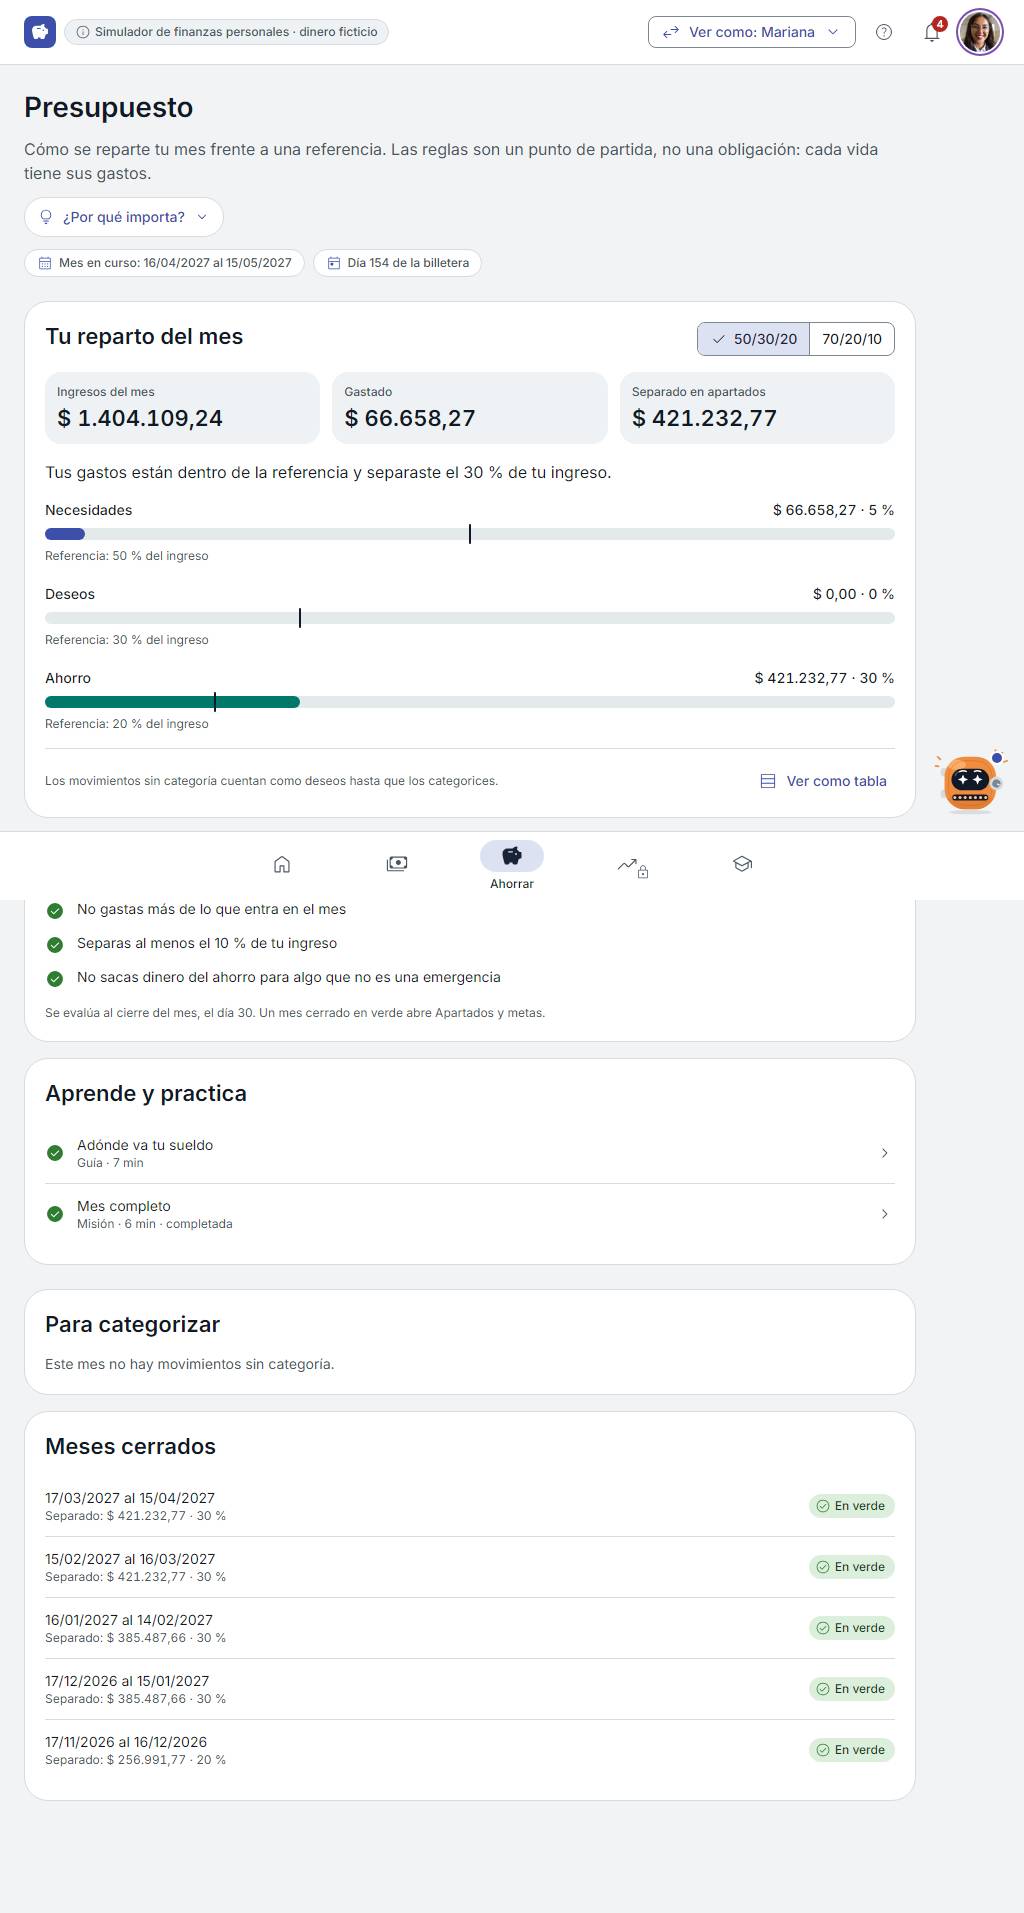 Simulador de finanzas personales · dinero ficticio
Ver como: Mariana
4
Presupuesto
Cómo se reparte tu mes frente a una referencia. Las reglas son un punto de partida, no una obligación: cada vida
tiene sus gastos.
¿Por qué importa?
Mes en curso: 16/04/2027 al 15/05/2027
Día 154 de la billetera
Tu reparto del mes
50/30/20
70/20/10
Ingresos del mes
$ 1.404.109,24
Gastado
$ 66.658,27
Separado en apartados
$ 421.232,77
Tus gastos están dentro de la referencia y separaste el 30 % de tu ingreso.
Necesidades
$ 66.658,27 · 5 %
Referencia: 50 % del ingreso
Deseos
$ 0,00 · 0 %
Referencia: 30 % del ingreso
Ahorro
$ 421.232,77 · 30 %
Referencia: 20 % del ingreso
Los movimientos sin categoría cuentan como deseos hasta que los categorices.
Ver como tabla
Ahorrar
No gastas más de lo que entra en el mes
Separas al menos el 10 % de tu ingreso
No sacas dinero del ahorro para algo que no es una emergencia
Se evalúa al cierre del mes, el día 30. Un mes cerrado en verde abre Apartados y metas.
Aprende y practica
Adónde va tu sueldo
Guía · 7 min
Mes completo
Misión · 6 min · completada
Para categorizar
Este mes no hay movimientos sin categoría.
Meses cerrados
17/03/2027 al 15/04/2027
Separado: $ 421.232,77 · 30 %
En verde
15/02/2027 al 16/03/2027
Separado: $ 421.232,77 · 30 %
En verde
16/01/2027 al 14/02/2027
Separado: $ 385.487,66 · 30 %
En verde
17/12/2026 al 15/01/2027
Separado: $ 385.487,66 · 30 %
En verde
17/11/2026 al 16/12/2026
Separado: $ 256.991,77 · 20 %
En verde